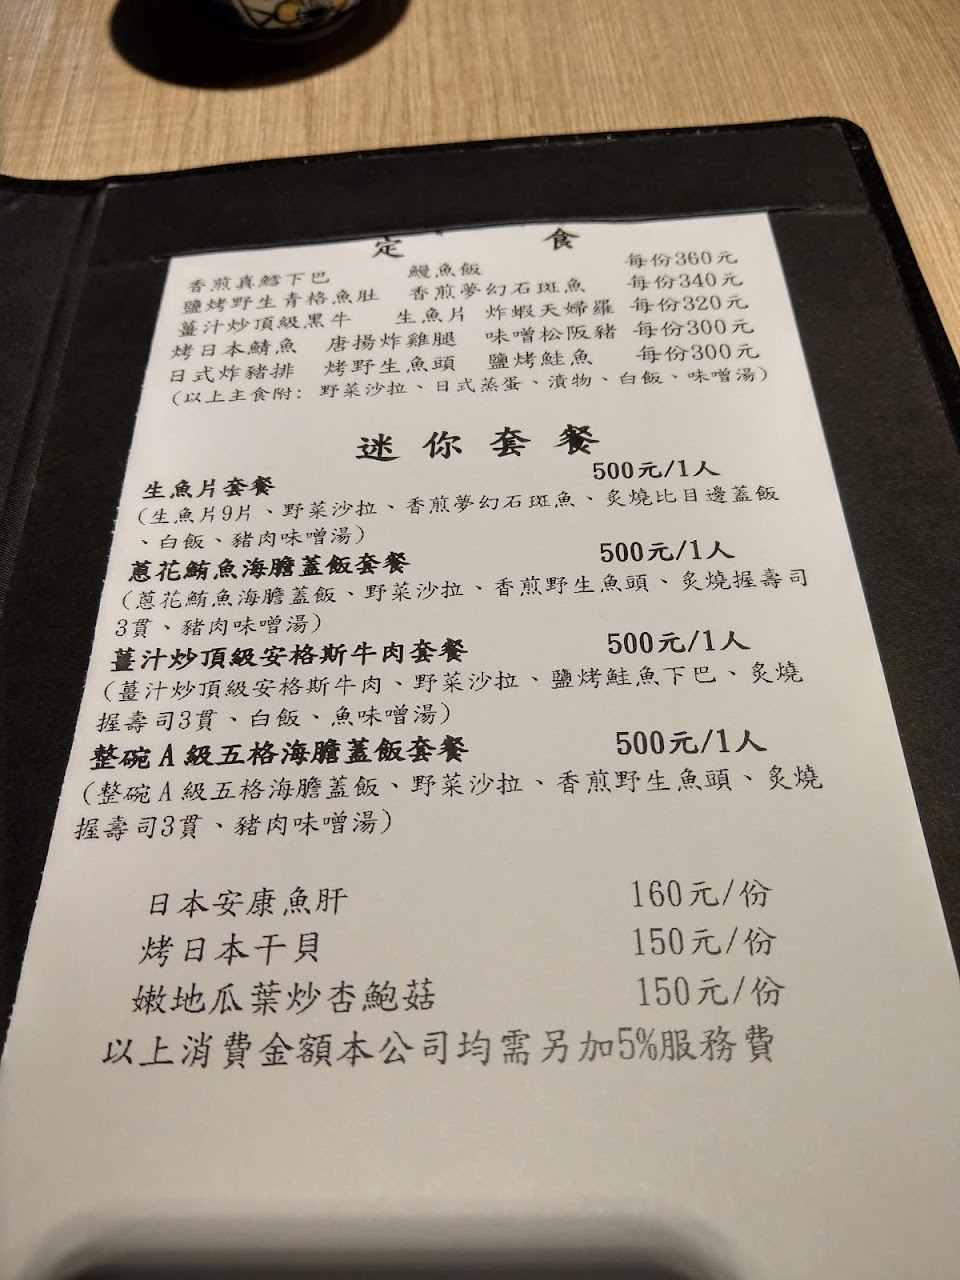 定 食
香煎真鱈下巴 鰻魚飯 每份360元
鹽烤野生青格魚肚 香煎夢幻石斑魚 每份340元
薑汁炒頂級黑牛 生魚片 炸蝦天婦羅 每份320元
烤日本鯖魚 唐揚炸雞腿 味噌松阪豬 每份300元
日式炸豬排 烤野生魚頭 鹽烤鮭魚 每份300元
(以上主食附: 野菜沙拉、日式蒸蛋、漬物、白飯、味噌湯)
迷 你 套 餐
生魚片套餐 500元/1人
(生魚片9片、野菜沙拉、香煎夢幻石斑魚、炙燒比目邊蓋飯
、白飯、豬肉味噌湯)
蔥花鮪魚海膽蓋飯套餐 500元/1人
(蔥花鮪魚海膽蓋飯、野菜沙拉、香煎野生魚頭、炙燒握壽司
3貫、豬肉味噌湯)
薑汁炒頂級安格斯牛肉套餐 500元/1人
(薑汁炒頂級安格斯牛肉、野菜沙拉、鹽烤鮭魚下巴、炙燒
握壽司3貫、白飯、魚味噌湯)
整碗A級五格海膽蓋飯套餐 500元/1人
(整碗A級五格海膽蓋飯、野菜沙拉、香煎野生魚頭、炙燒
握壽司3貫、豬肉味噌湯)
日本安康魚肝 160元/份
烤日本干貝 150元/份
嫩地瓜葉炒杏鮑菇 150元/份
以上消費金額本公司均需另加5%服務費